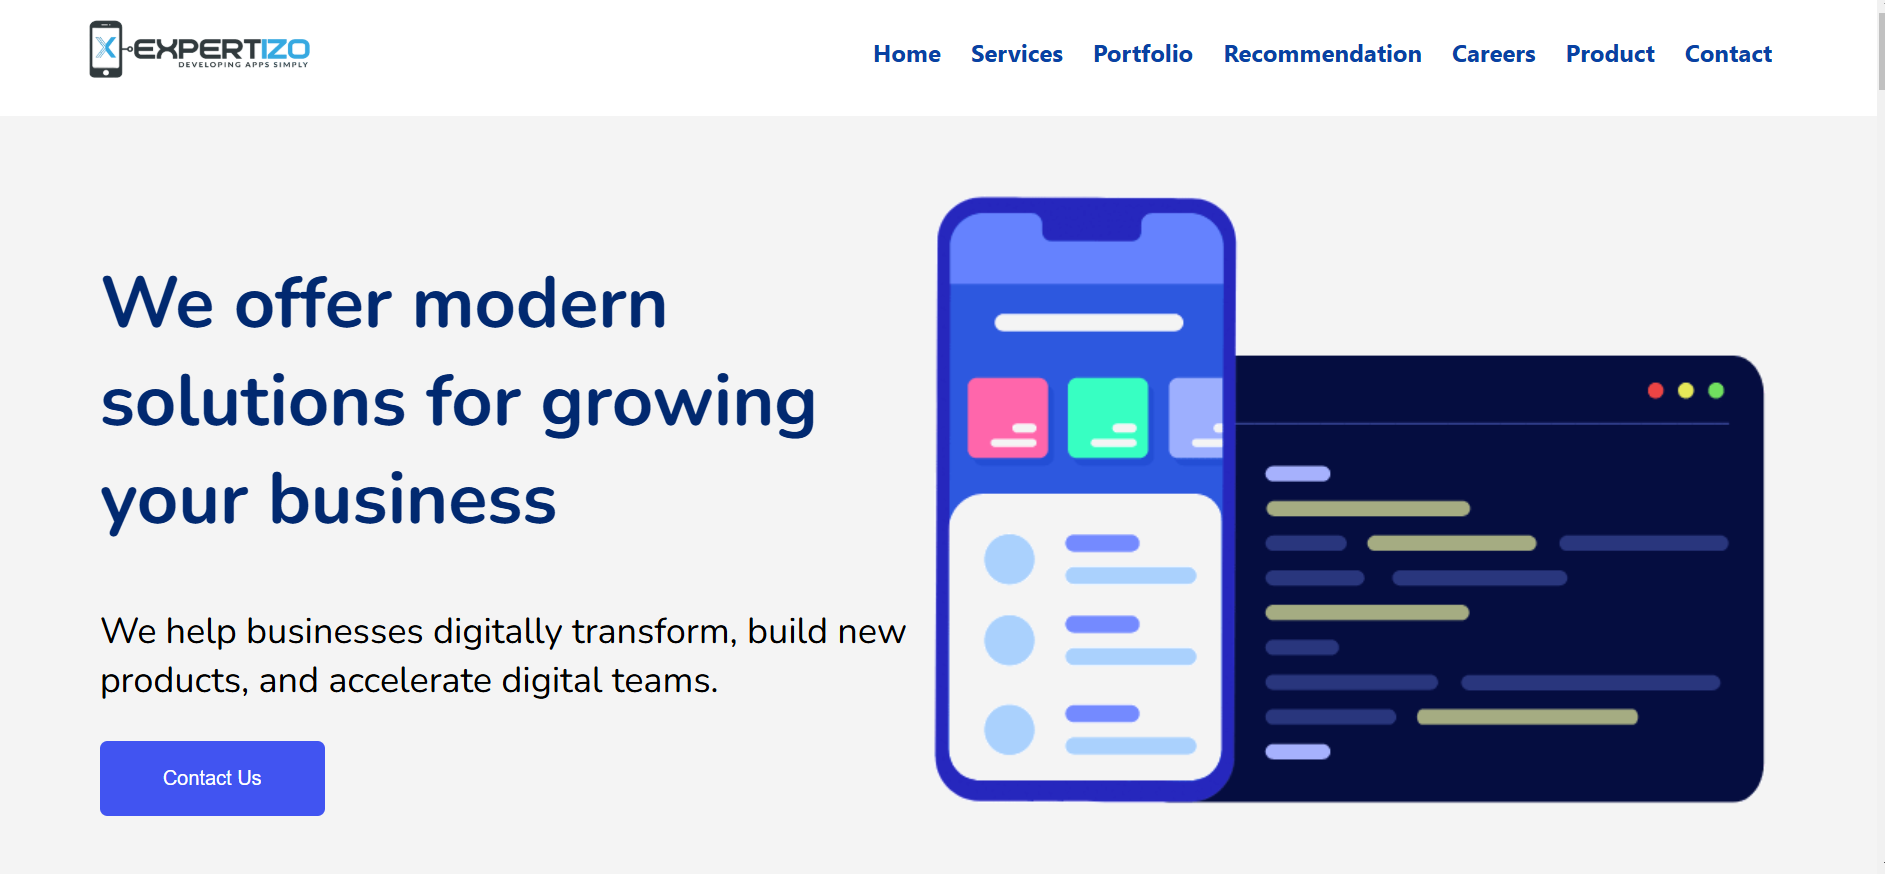 EXPERTIZO
DEVELOPING APPS SIMPLY
Home Services Portfolio Recommendation Careers Product Contact
We offer modern
solutions for growing
your business
We help businesses digitally transform, build new
products, and accelerate digital teams.
Contact Us